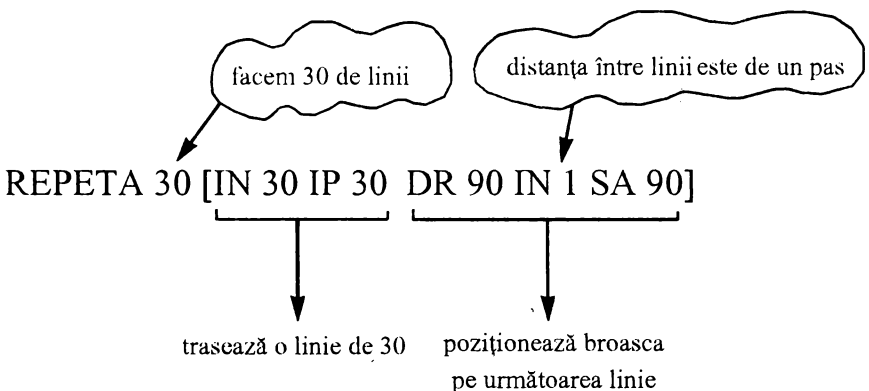 facem 30 de linii
distanța între linii este de un pas
REPETA 30 [IN 30 IP 30 DR 90 IN 1 SA 90]
trasează o linie de 30
poziționează broasca
pe următoarea linie